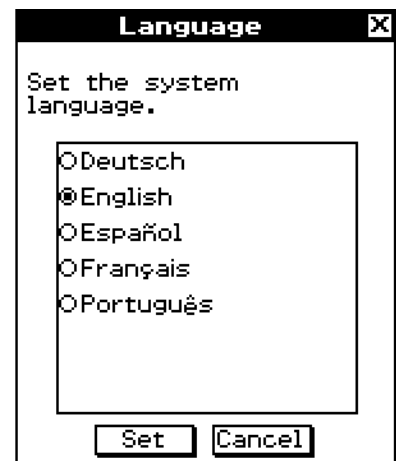 Language
Set the system
language.
Deutsch
English
Español
Français
Português
Set Cancel